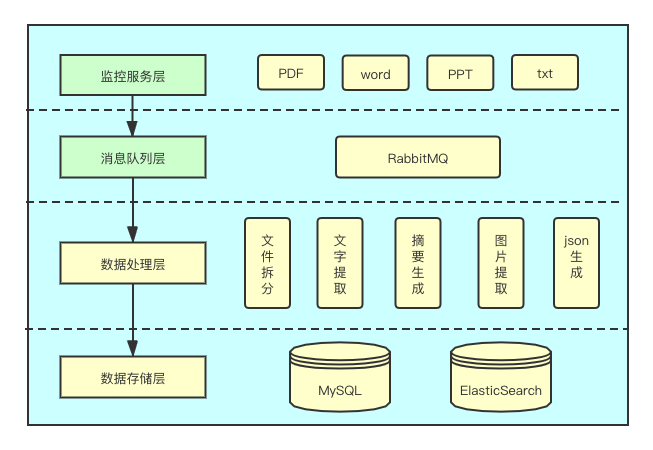 监控服务层
PDF
word
PPT
txt
消息队列层
RabbitMQ
数据处理层
文件拆分
文字提取
摘要生成
图片提取
json生成
数据存储层
MySQL
ElasticSearch